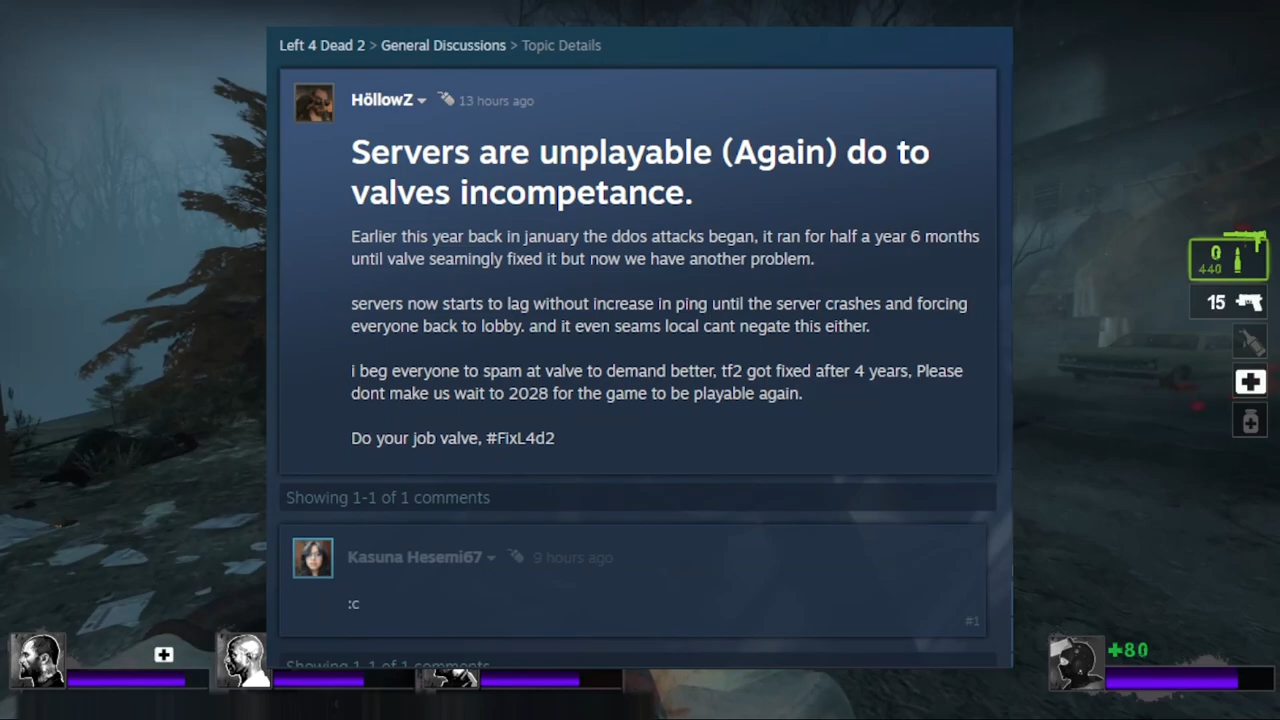 Left 4 Dead 2 > General Discussions > Topic Details
HöllowZ 13 hours ago
Servers are unplayable (Again) do to
valves incompetance.
Earlier this year back in january the ddos attacks began, it ran for half a year 6 months
until valve seamingly fixed it but now we have another problem.
servers now starts to lag without increase in ping until the server crashes and forcing
everyone back to lobby. and it even seams local cant negate this either.
i beg everyone to spam at valve to demand better, tf2 got fixed after 4 years, Please
dont make us wait to 2028 for the game to be playable again.
Do your job valve, #FixL4d2
Showing 1-1 of 1 comments
Kasuna Hesemi67 9 hours ago
:c
#1
Showing 1-1 of 1 comments
0
440
15
+80